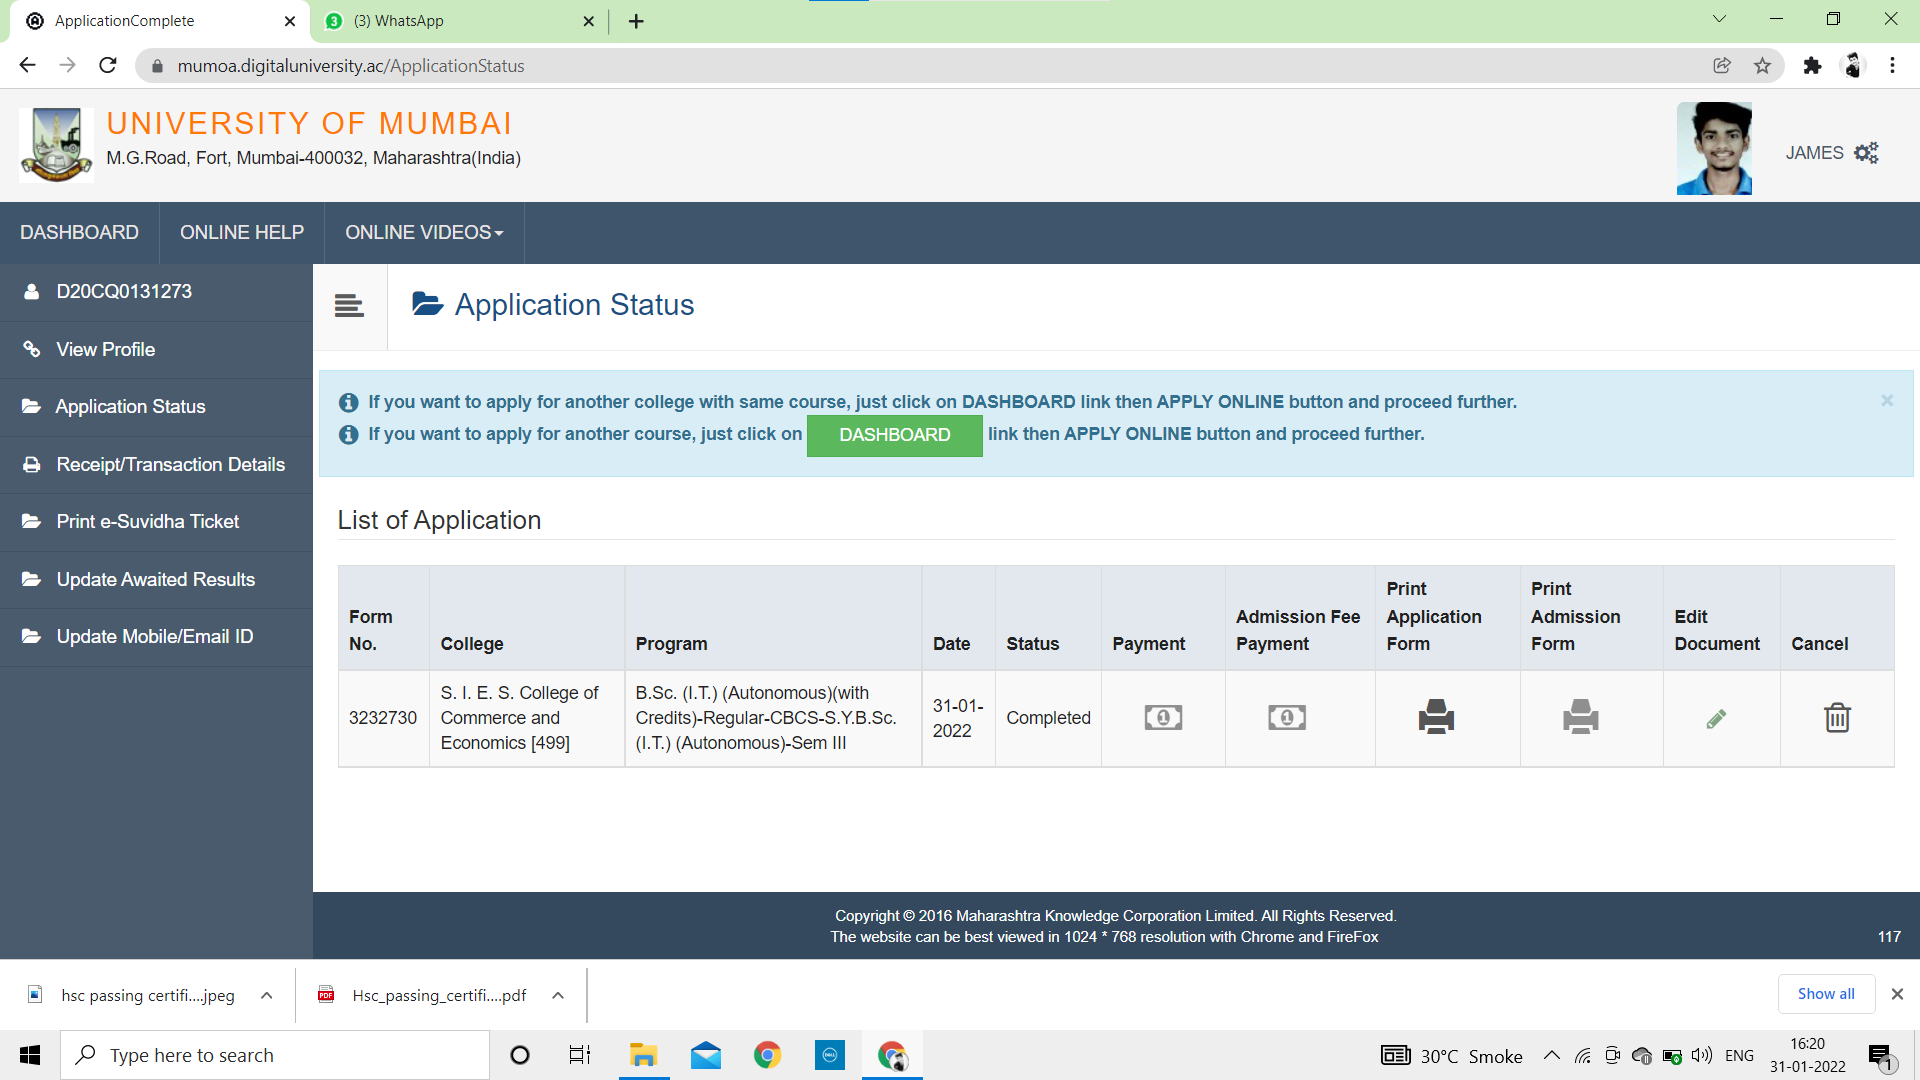 ApplicationComplete
3 (3) WhatsApp
mumoa.digitaluniversity.ac/ApplicationStatus
UNIVERSITY OF MUMBAI
M.G.Road, Fort, Mumbai-400032, Maharashtra(India)
JAMES
DASHBOARD ONLINE HELP ONLINE VIDEOS
D20CQ0131273
View Profile
Application Status
Receipt/Transaction Details
Print e-Suvidha Ticket
Update Awaited Results
Update Mobile/Email ID
Application Status
If you want to apply for another college with same course, just click on DASHBOARD link then APPLY ONLINE button and proceed further.
If you want to apply for another course, just click on DASHBOARD link then APPLY ONLINE button and proceed further.
List of Application
Form No. College Program Date Status Payment Admission Fee Payment Print Application Form Print Admission Form Edit Document Cancel
3232730
S. I. E. S. College of
Commerce and
Economics [499]
B.Sc. (I.T.) (Autonomous)(with
Credits)-Regular-CBCS-S.Y.B.Sc.
(I.T.) (Autonomous)-Sem III
31-01-
2022
Completed
Copyright © 2016 Maharashtra Knowledge Corporation Limited. All Rights Reserved.
The website can be best viewed in 1024 * 768 resolution with Chrome and FireFox
117
hsc passing certifi....jpeg
PDF Hsc_passing_certifi....pdf
Show all
Type here to search
DELL
30°C Smoke
ENG
16:20
31-01-2022
1